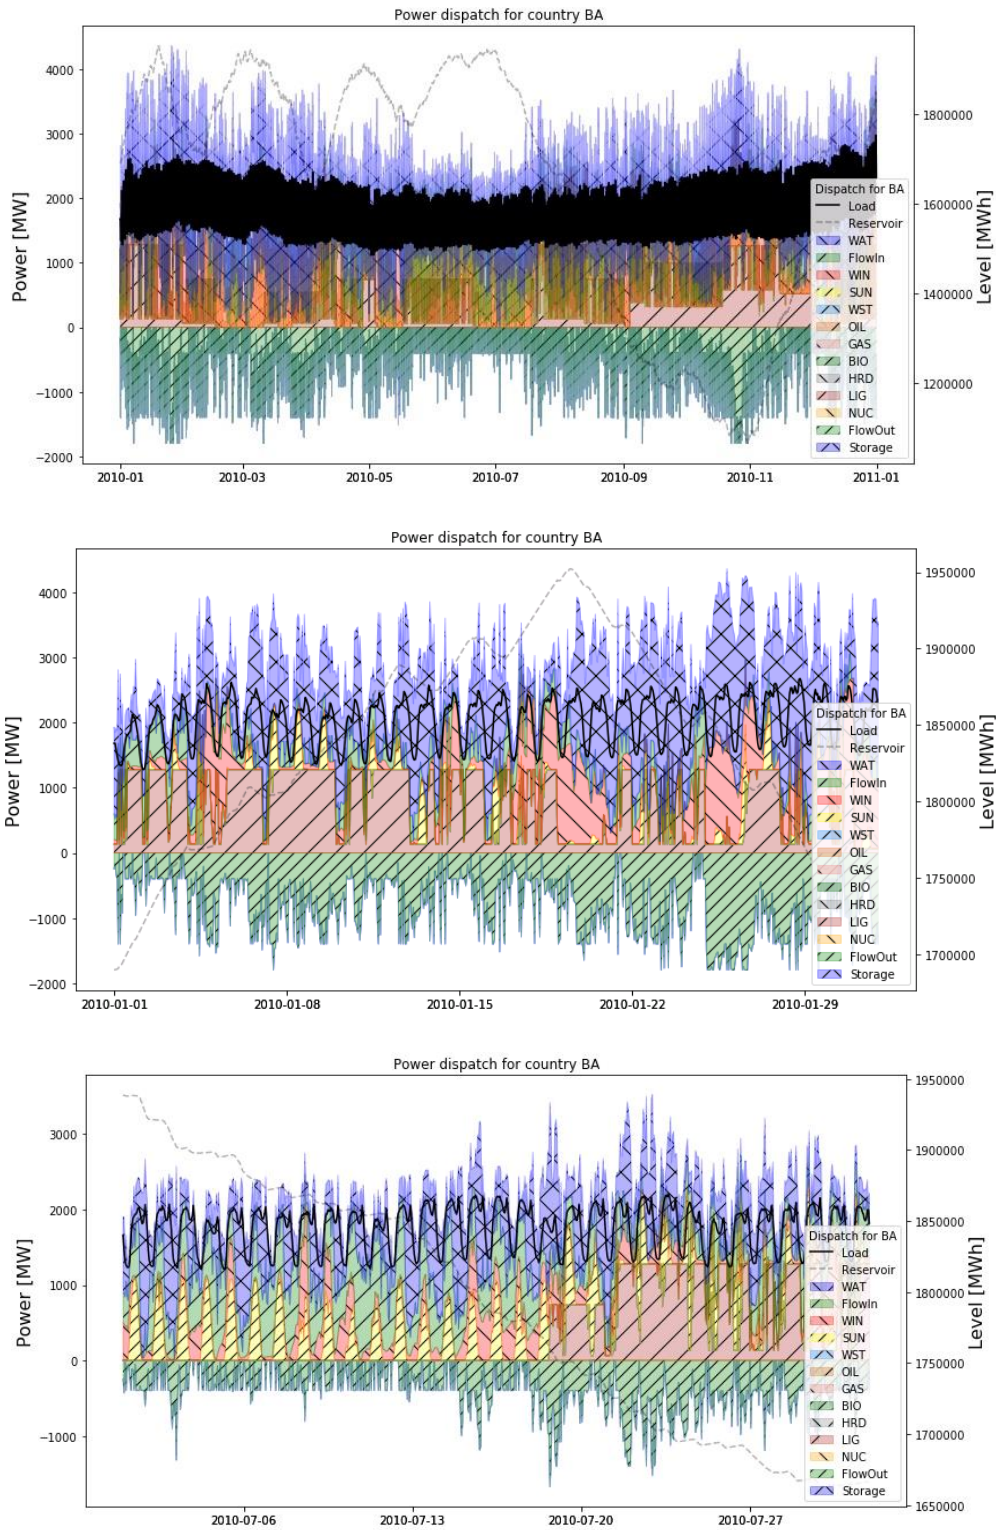 Power dispatch for country BA
4000
3000
2000
1000
0
−1000
−2000
Power [MW]
1800000
1600000
1400000
1200000
Level [MWh]
Dispatch for BA
Load
Reservoir
WAT
FlowIn
WIN
SUN
WST
OIL
GAS
BIO
HRD
LIG
NUC
FlowOut
Storage
2010-01 2010-03 2010-05 2010-07 2010-09 2010-11 2011-01
Power dispatch for country BA
4000
3000
2000
1000
0
−1000
−2000
Power [MW]
1950000
1900000
1850000
1800000
1750000
1700000
Level [MWh]
Dispatch for BA
Load
Reservoir
WAT
FlowIn
WIN
SUN
WST
OIL
GAS
BIO
HRD
LIG
NUC
FlowOut
Storage
2010-01-01 2010-01-08 2010-01-15 2010-01-22 2010-01-29
Power dispatch for country BA
3000
2000
1000
0
−1000
Power [MW]
1950000
1900000
1850000
1800000
1750000
1700000
1650000
Level [MWh]
Dispatch for BA
Load
Reservoir
WAT
FlowIn
WIN
SUN
WST
OIL
GAS
BIO
HRD
LIG
NUC
FlowOut
Storage
2010-07-06 2010-07-13 2010-07-20 2010-07-27